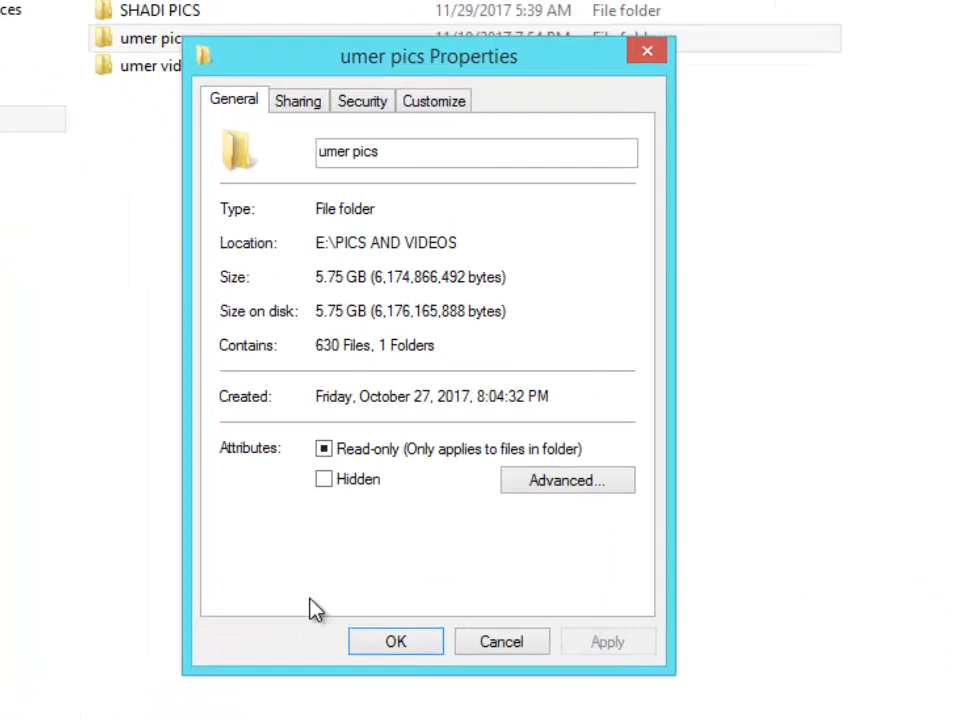 ces
SHADI PICS 11/29/2017 5:39 AM File folder
umer pic
umer vid
umer pics Properties
General Sharing Security Customize
umer pics
Type: File folder
Location: E:\PICS AND VIDEOS
Size: 5.75 GB (6,174,866,492 bytes)
Size on disk: 5.75 GB (6,176,165,888 bytes)
Contains: 630 Files, 1 Folders
Created: Friday, October 27, 2017, 8:04:32 PM
Attributes: Read-only (Only applies to files in folder)
Hidden Advanced...
OK Cancel Apply